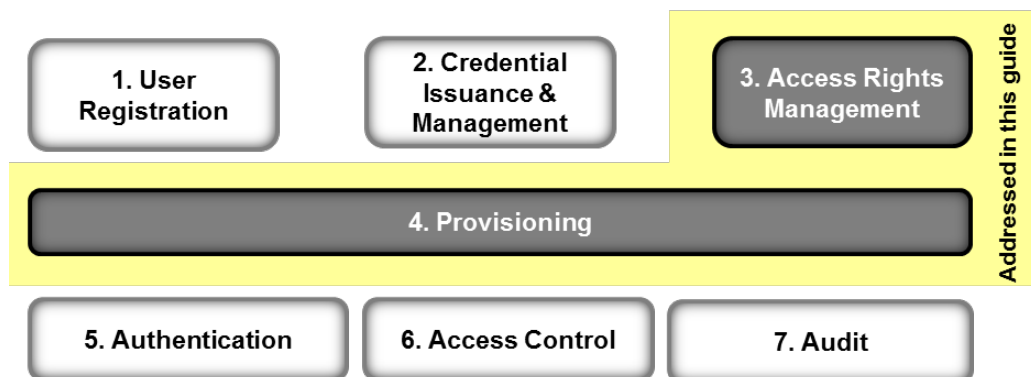 1. User
Registration
2. Credential
Issuance &
Management
3. Access Rights
Management
4. Provisioning
5. Authentication
6. Access Control
7. Audit
Addressed in this guide